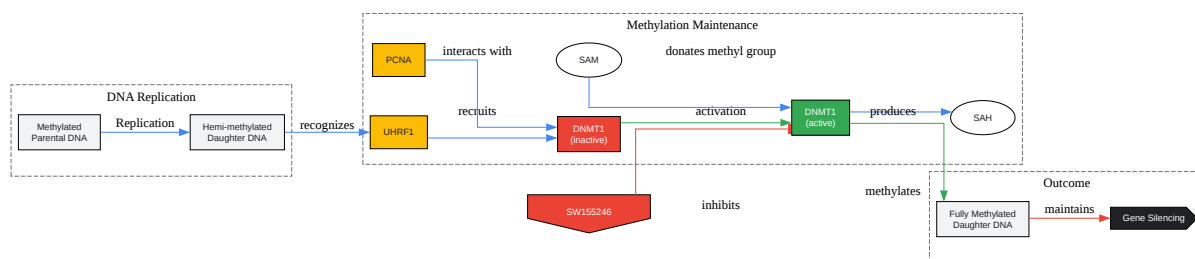 Methylation Maintenance
PCNA
interacts with
SAM
donates methyl group
DNA Replication
Methylated
Parental DNA
Replication
Hemi-methylated
Daughter DNA
recognizes
UHRF1
recruits
DNMT1
(inactive)
activation
DNMT1
(active)
produces
SAH
SW155246
inhibits
methylates
Outcome
Fully Methylated
Daughter DNA
maintains
Gene Silencing